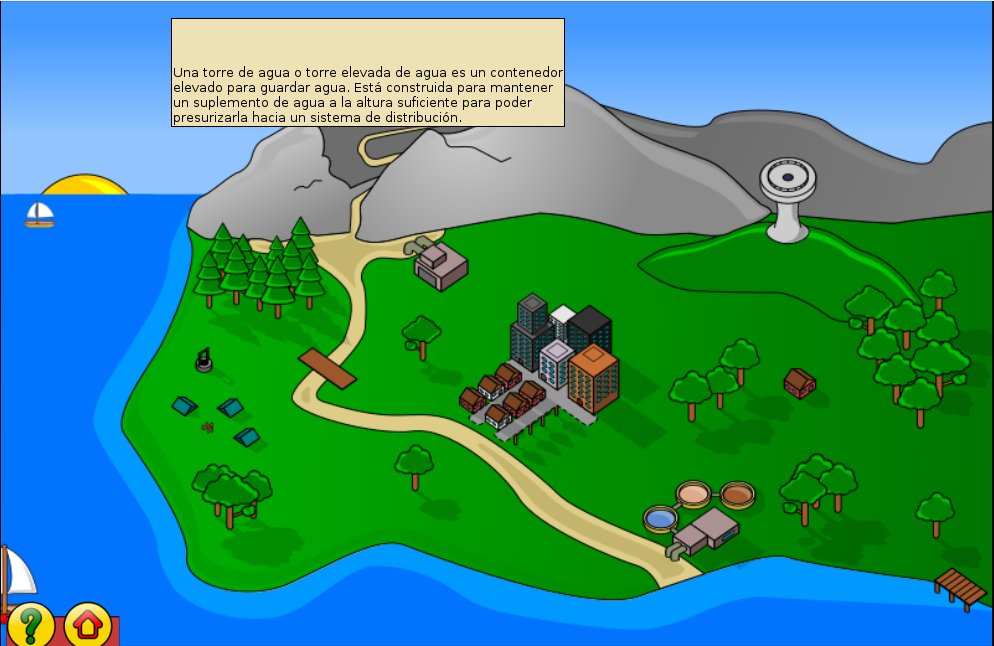 Una torre de agua o torre elevada de agua es un contenedor
elevado para guardar agua. Está construida para mantener
un suplemento de agua a la altura suficiente para poder
presurizarla hacia un sistema de distribución.
?